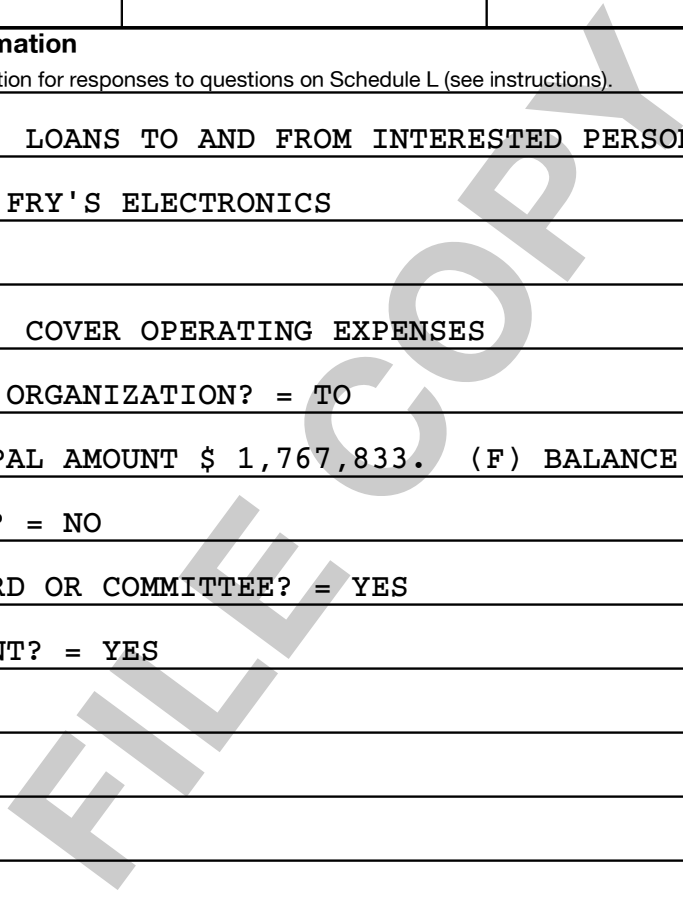 mation
tion for responses to questions on Schedule L (see instructions).
LOANS TO AND FROM INTERESTED PERSON
FRY'S ELECTRONICS
COVER OPERATING EXPENSES
ORGANIZATION? = TO
PAL AMOUNT $ 1,767,833. (F) BALANCE
? = NO
RD OR COMMITTEE? = YES
NT? = YES
FILE COPY